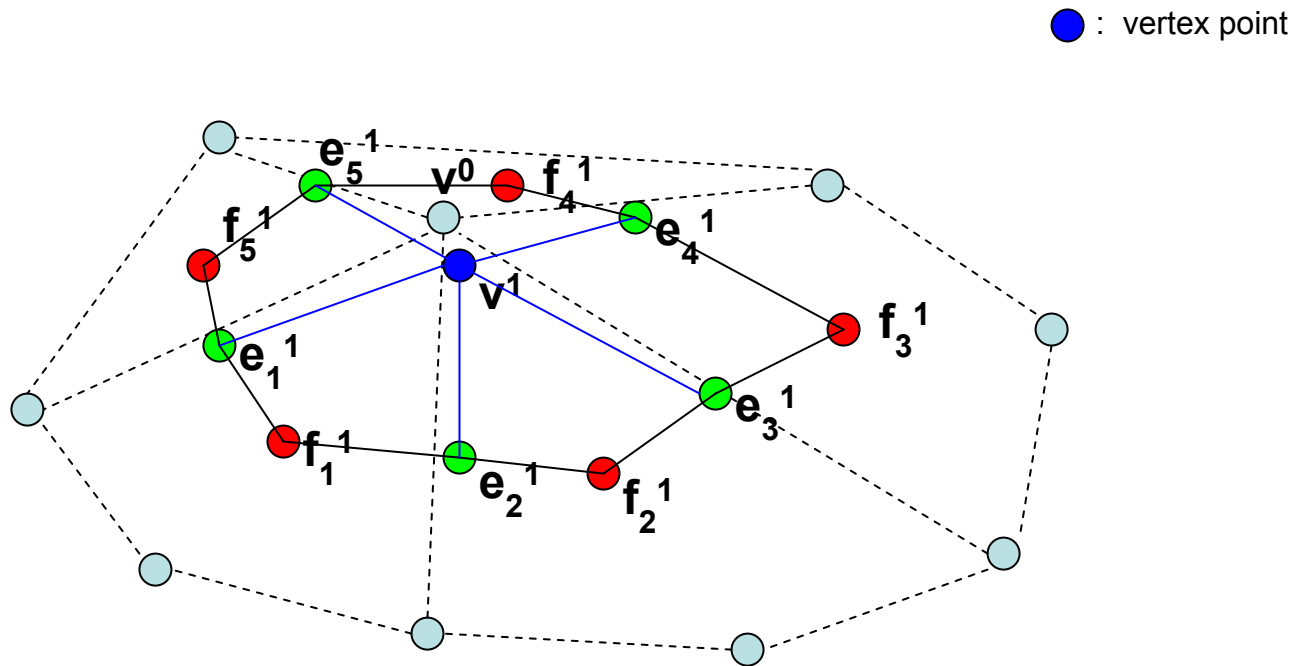 : vertex point
e₅¹
v⁰
f₄¹
f₅¹
e₄¹
v¹
f₃¹
e₁¹
e₃¹
f₁¹
e₂¹
f₂¹